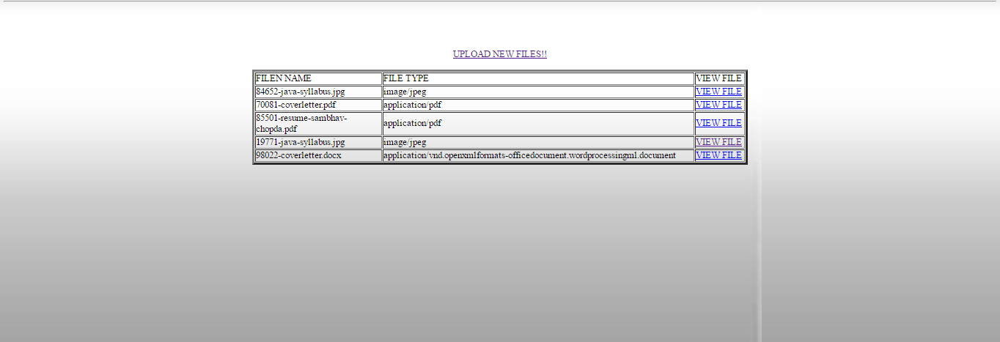 UPLOAD NEW FILES!!
FILEN NAME FILE TYPE VIEW FILE
84652-java-syllabus.jpg image/jpeg VIEW FILE
70081-coverletter.pdf application/pdf VIEW FILE
85501-resume-sambhav-
chopda.pdf application/pdf VIEW FILE
19771-java-syllabus.jpg image/jpeg VIEW FILE
98022-coverletter.docx application/vnd.openxmlformats-officedocument.wordprocessingml.document VIEW FILE